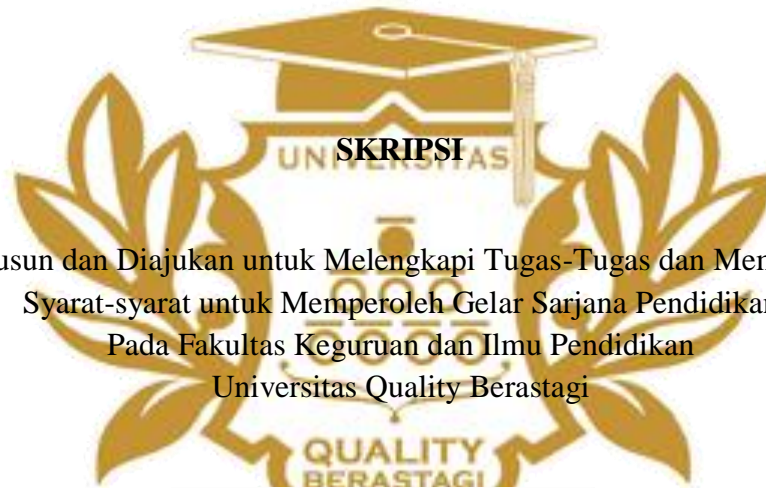 UNIVERSITAS
SKRIPSI
usun dan Diajukan untuk Melengkapi Tugas-Tugas dan Mem
Syarat-syarat untuk Memperoleh Gelar Sarjana Pendidikan
Pada Fakultas Keguruan dan Ilmu Pendidikan
Universitas Quality Berastagi
QUALITY
BERASTAGI